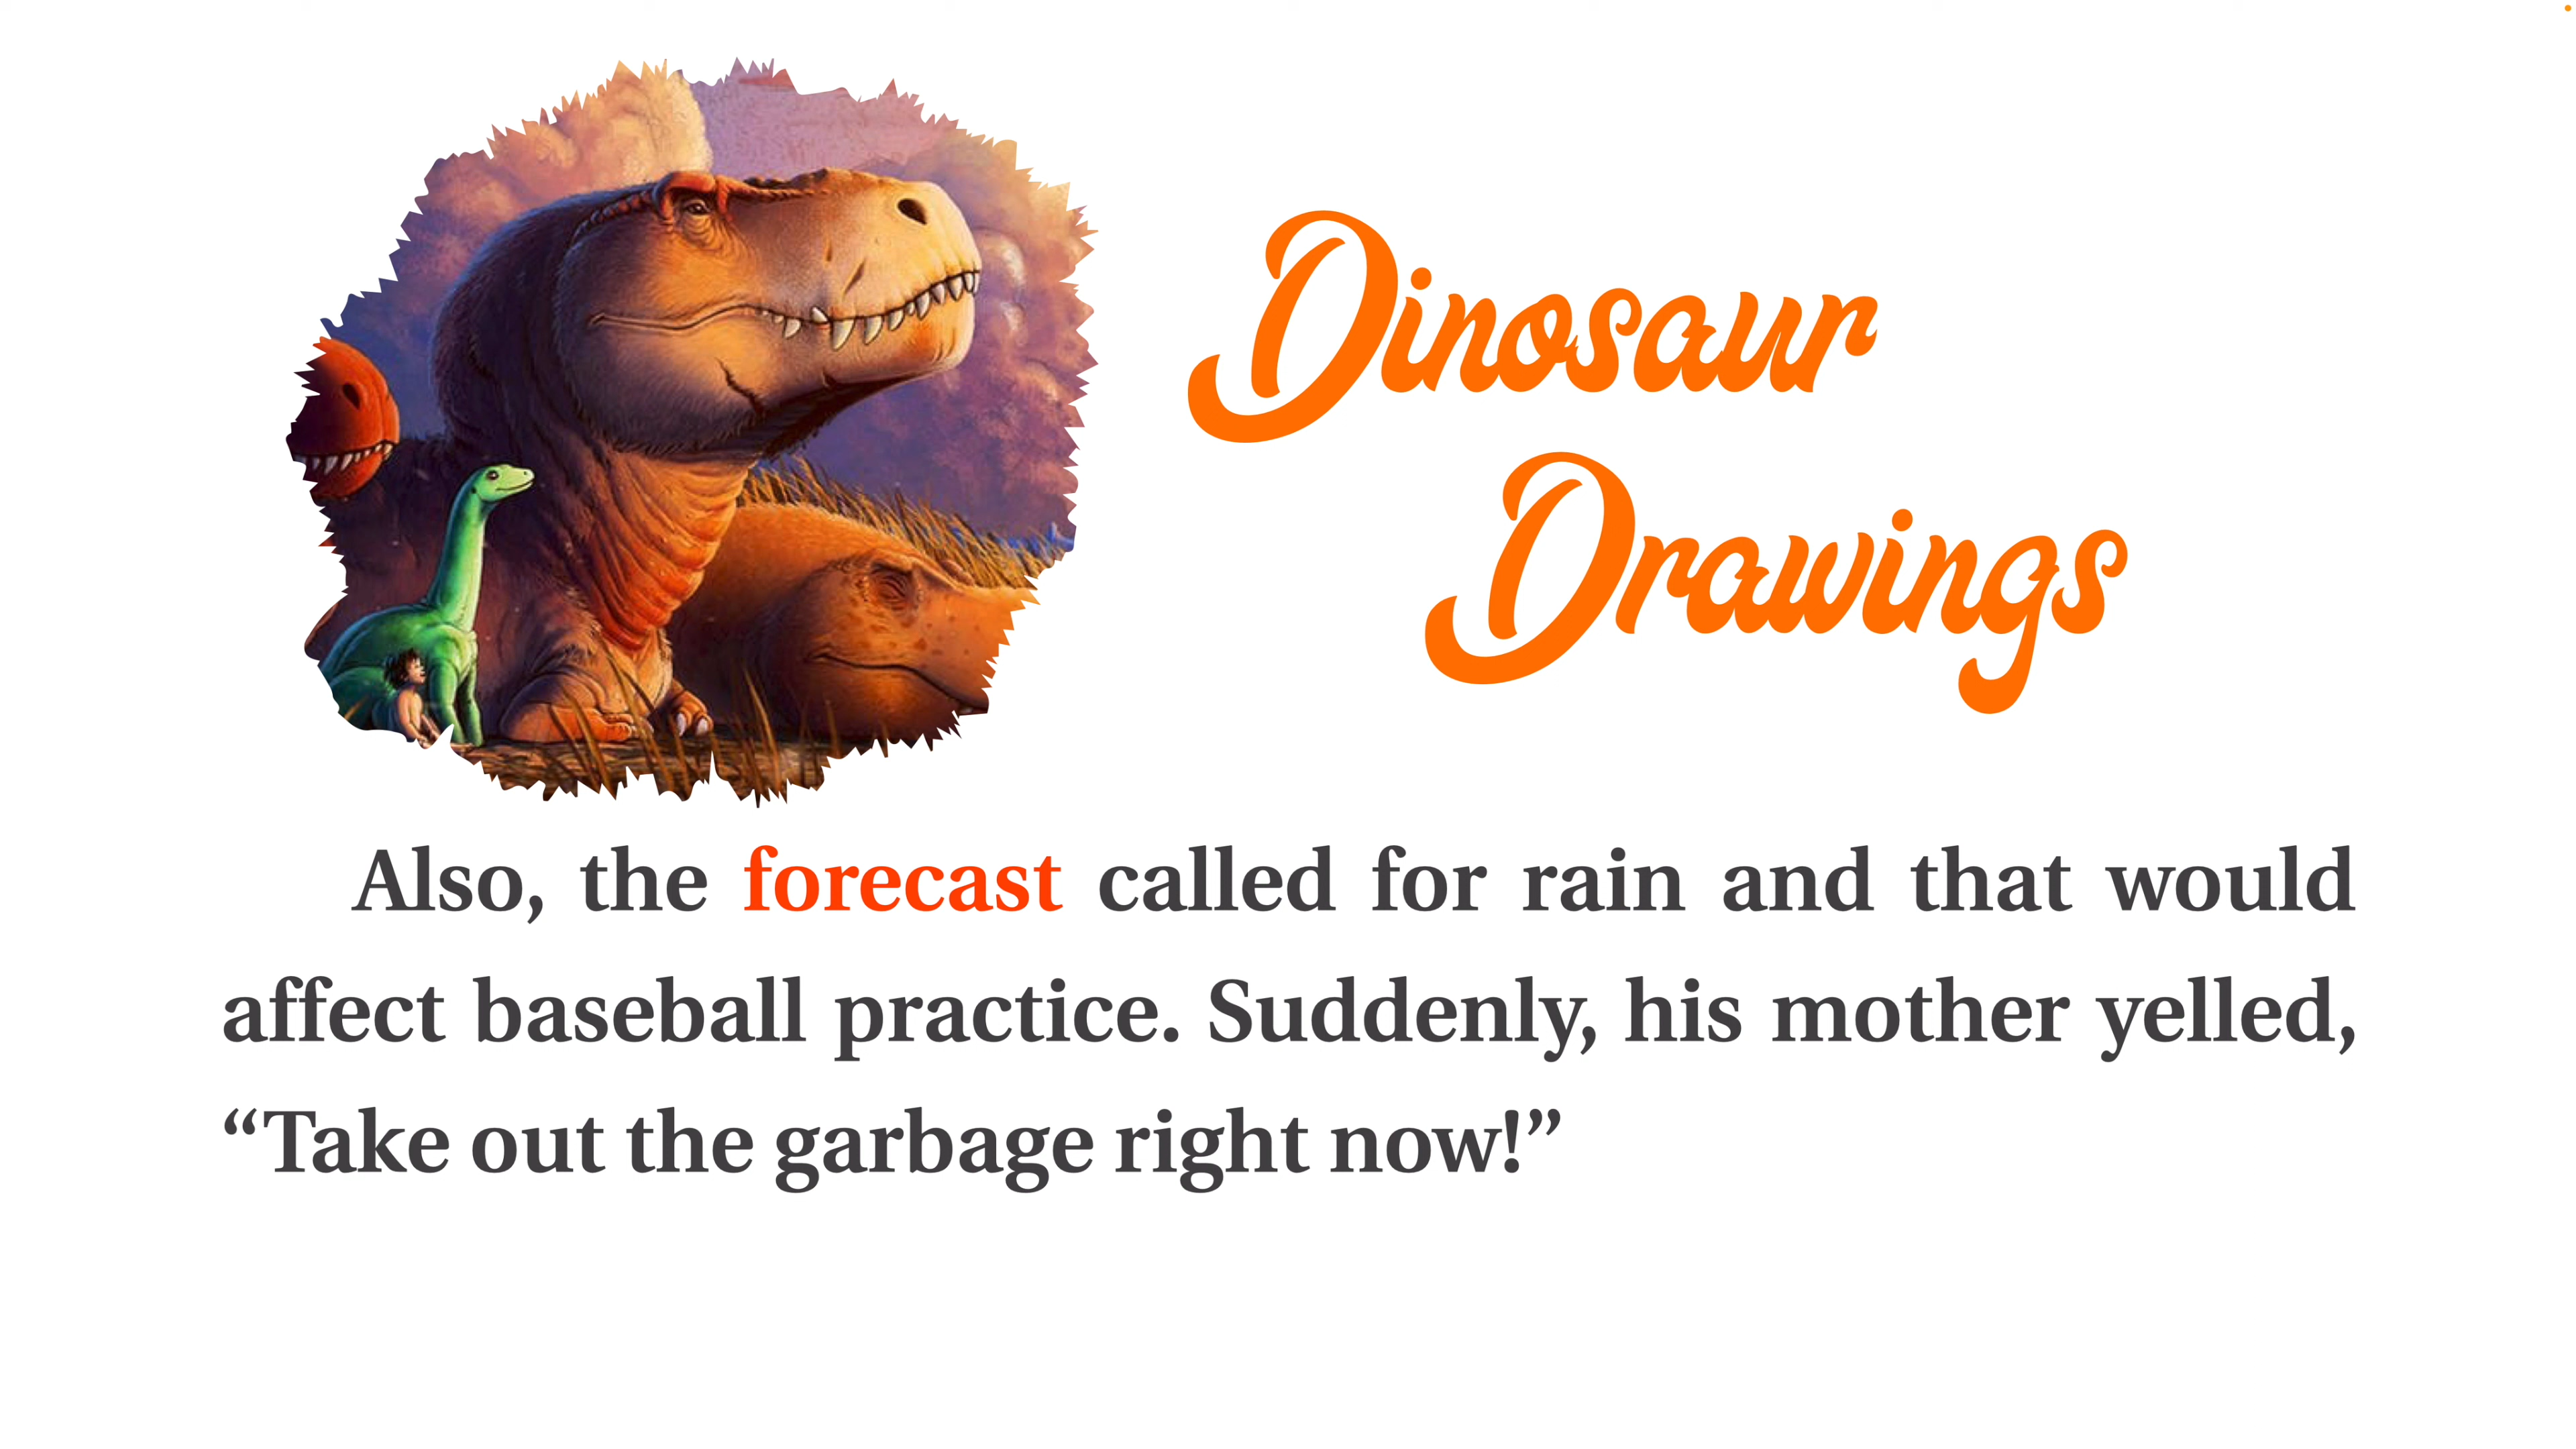 Dinosaur
Drawings
Also, the forecast called for rain and that would
affect baseball practice. Suddenly, his mother yelled,
“Take out the garbage right now!”